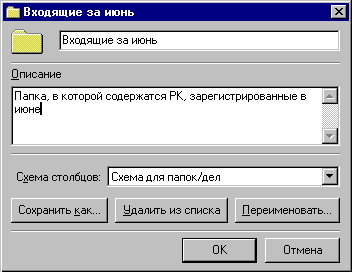 Входящие за июнь
Входящие за июнь
Описание
Папка, в которой содержатся РК, зарегистрированные в
июне
Схема столбцов: Схема для папок/дел
Сохранить как... Удалить из списка Переименовать...
OK Отмена